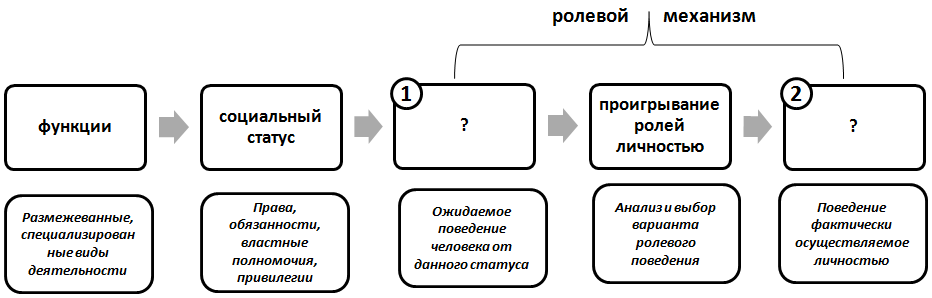 ролевой механизм
1
2
функции
социальный
статус
?
проигрывание
ролей
личностью
?
Размежеванные,
специализирован
ные виды
деятельности
Права,
обязанности,
властные
полномочия,
привилегии
Ожидаемое
поведение
человека от
данного статуса
Анализ и выбор
варианта
ролевого
поведения
Поведение
фактически
осуществляемое
личностью